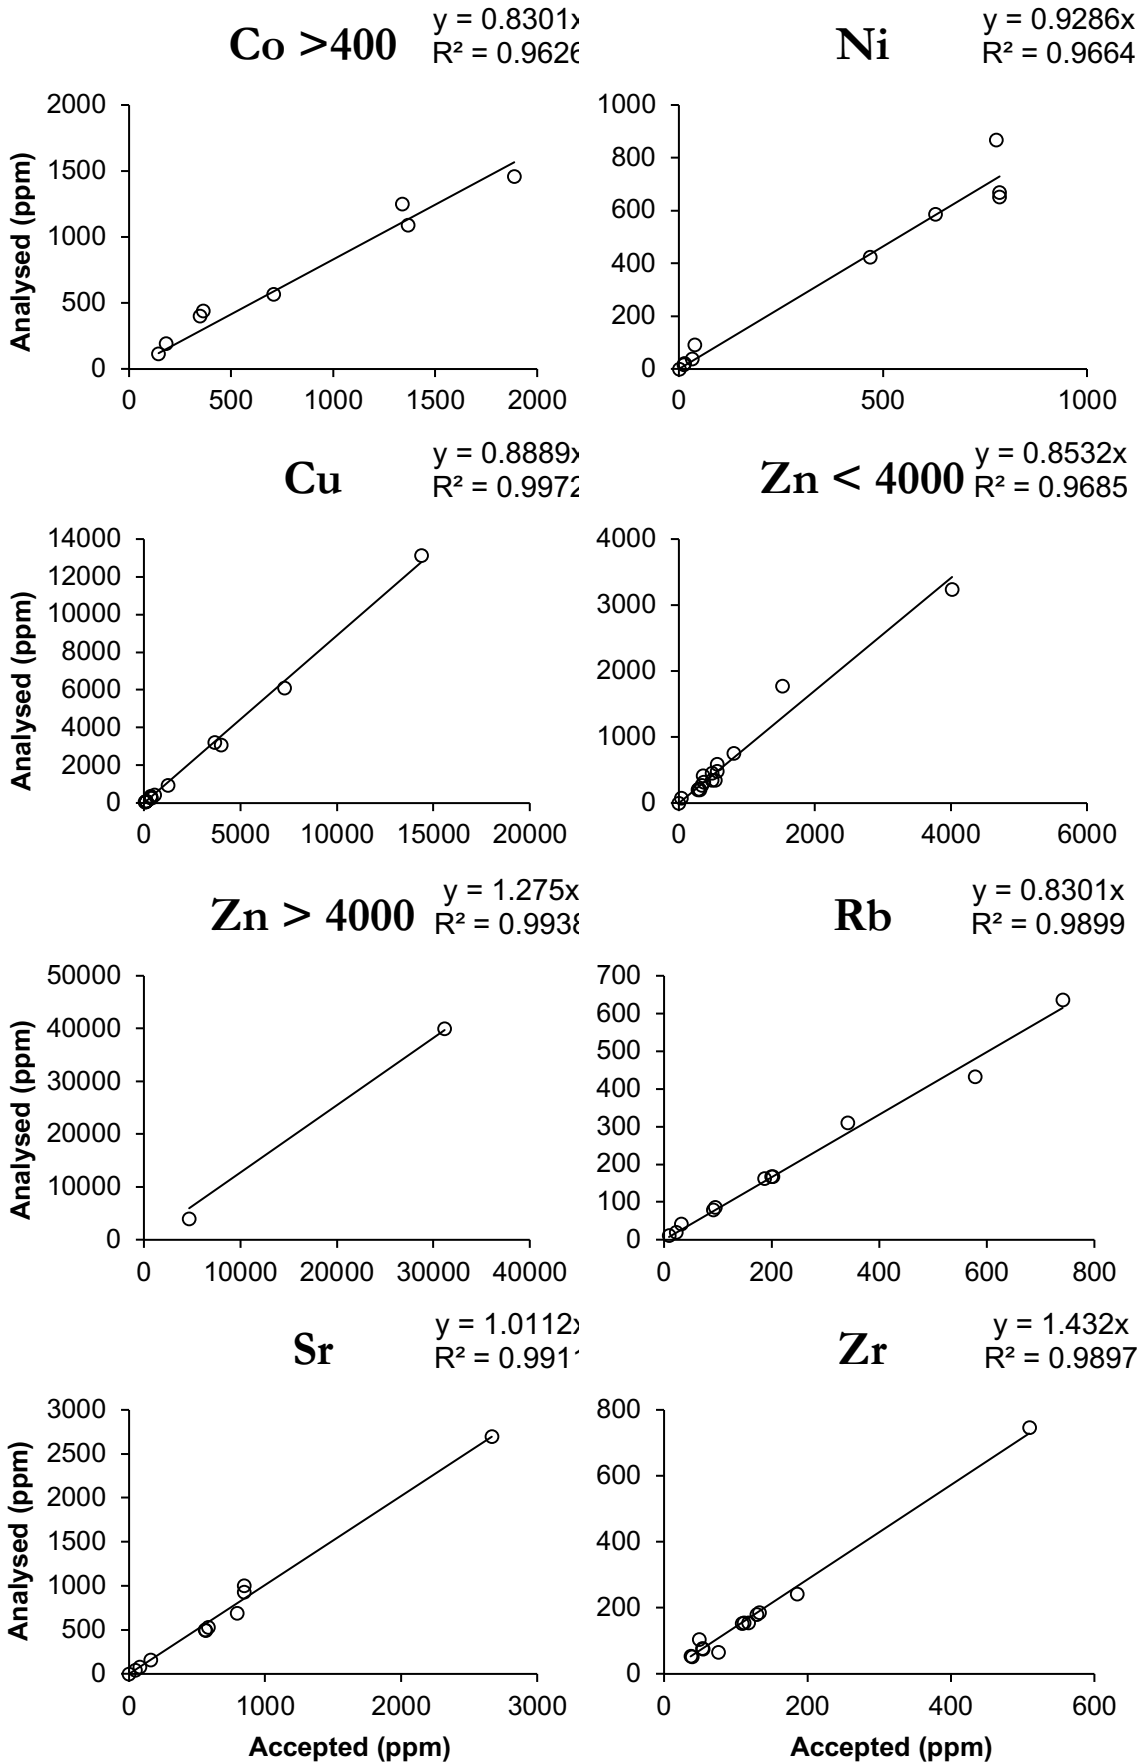 Co >400
y = 0.8301x
R² = 0.9626
Analysed (ppm)
2000
1500
1000
500
0
0 500 1000 1500 2000
Ni
y = 0.9286x
R² = 0.9664
1000
800
600
400
200
0
0 500 1000
Cu
y = 0.8889x
R² = 0.9972
Analysed (ppm)
14000
12000
10000
8000
6000
4000
2000
0
0 5000 10000 15000 20000
Zn < 4000
y = 0.8532x
R² = 0.9685
4000
3000
2000
1000
0
0 2000 4000 6000
Zn > 4000
y = 1.275x
R² = 0.9938
Analysed (ppm)
50000
40000
30000
20000
10000
0
0 10000 20000 30000 40000
Rb
y = 0.8301x
R² = 0.9899
700
600
500
400
300
200
100
0
0 200 400 600 800
Sr
y = 1.0112x
R² = 0.9911
Analysed (ppm)
3000
2500
2000
1500
1000
500
0
0 1000 2000 3000
Accepted (ppm)
Zr
y = 1.432x
R² = 0.9897
800
600
400
200
0
0 200 400 600
Accepted (ppm)